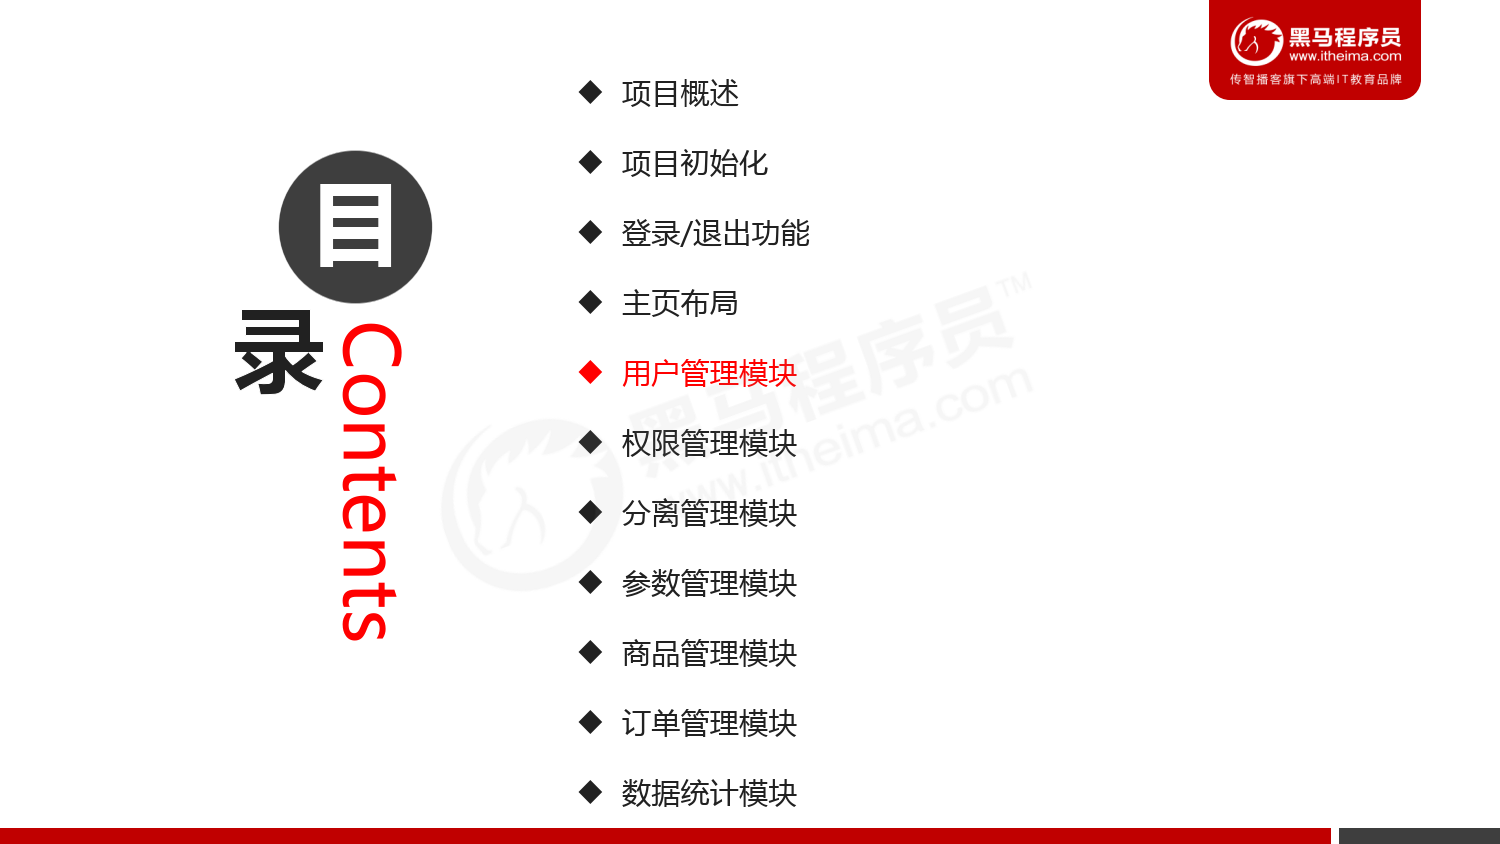 黑马程序员
www.itheima.com
传智播客旗下高端IT教育品牌
目录
Contents
◆ 项目概述
◆ 项目初始化
◆ 登录/退出功能
◆ 主页布局
◆ 用户管理模块
◆ 权限管理模块
◆ 分离管理模块
◆ 参数管理模块
◆ 商品管理模块
◆ 订单管理模块
◆ 数据统计模块
黑马程序员™
www.itheima.com